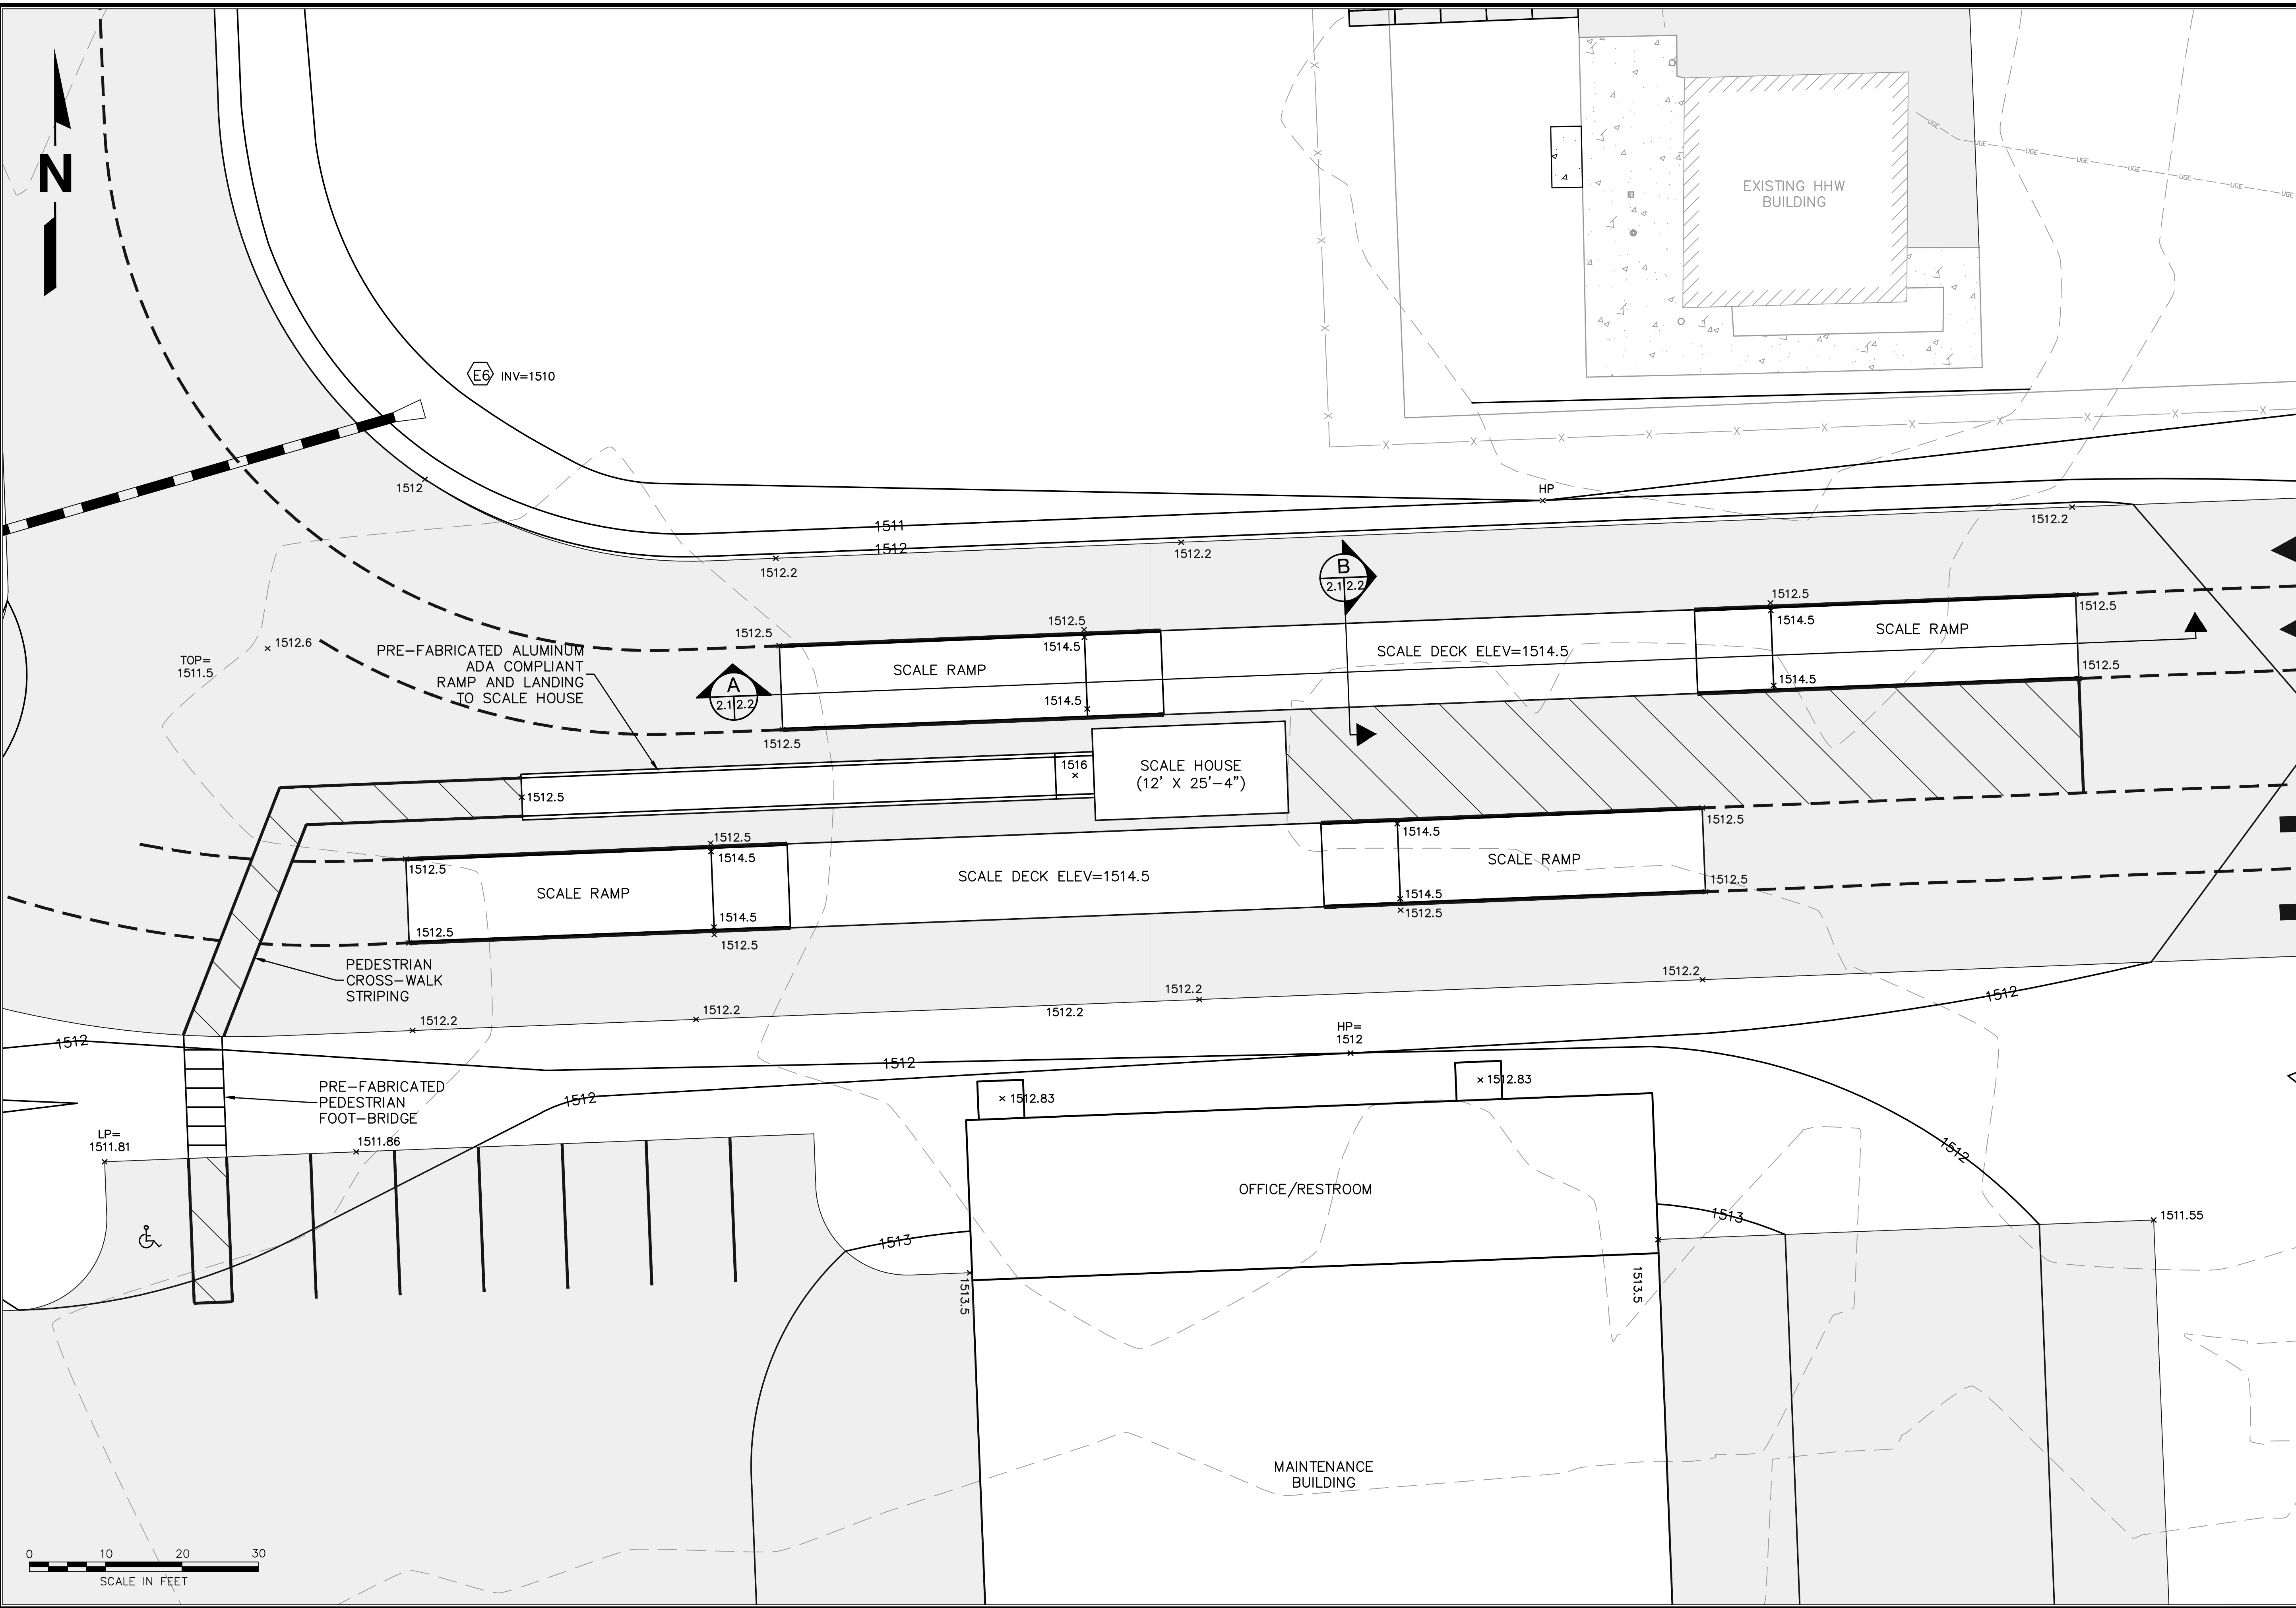 N
EXISTING HHW
BUILDING
UGE
UGE
UGE
UGE
UGE
UGE
UGE
UGE
E6 INV=1510
1512
HP
1511
1512
1512.2
1512.2
1512.2
B
2.1 2.2
1512.6
TOP=
1511.5
PRE-FABRICATED ALUMINUM
ADA COMPLIANT
RAMP AND LANDING
TO SCALE HOUSE
A
2.1 2.2
1512.5
1512.5
1514.5
SCALE RAMP
1514.5
1512.5
SCALE DECK ELEV=1514.5
1512.5
1514.5
SCALE RAMP
1514.5
1512.5
1512.5
1516
1512.5
SCALE HOUSE
(12' X 25'-4")
1512.5
1512.5
1514.5
SCALE RAMP
1514.5
1512.5
1512.5
SCALE DECK ELEV=1514.5
1514.5
SCALE RAMP
1514.5
1512.5
1512.5
1512.5
PEDESTRIAN
CROSS-WALK
STRIPING
1512.2
1512.2
1512.2
1512.2
1512.2
1512
1512
1512
HP=
1512
PRE-FABRICATED
PEDESTRIAN
FOOT-BRIDGE
1512
1512.83
1512.83
LP=
1511.81
1511.86
1512
OFFICE/RESTROOM
1513
1513
1511.55
1513.5
1513.5
MAINTENANCE
BUILDING
0 10 20 30
SCALE IN FEET